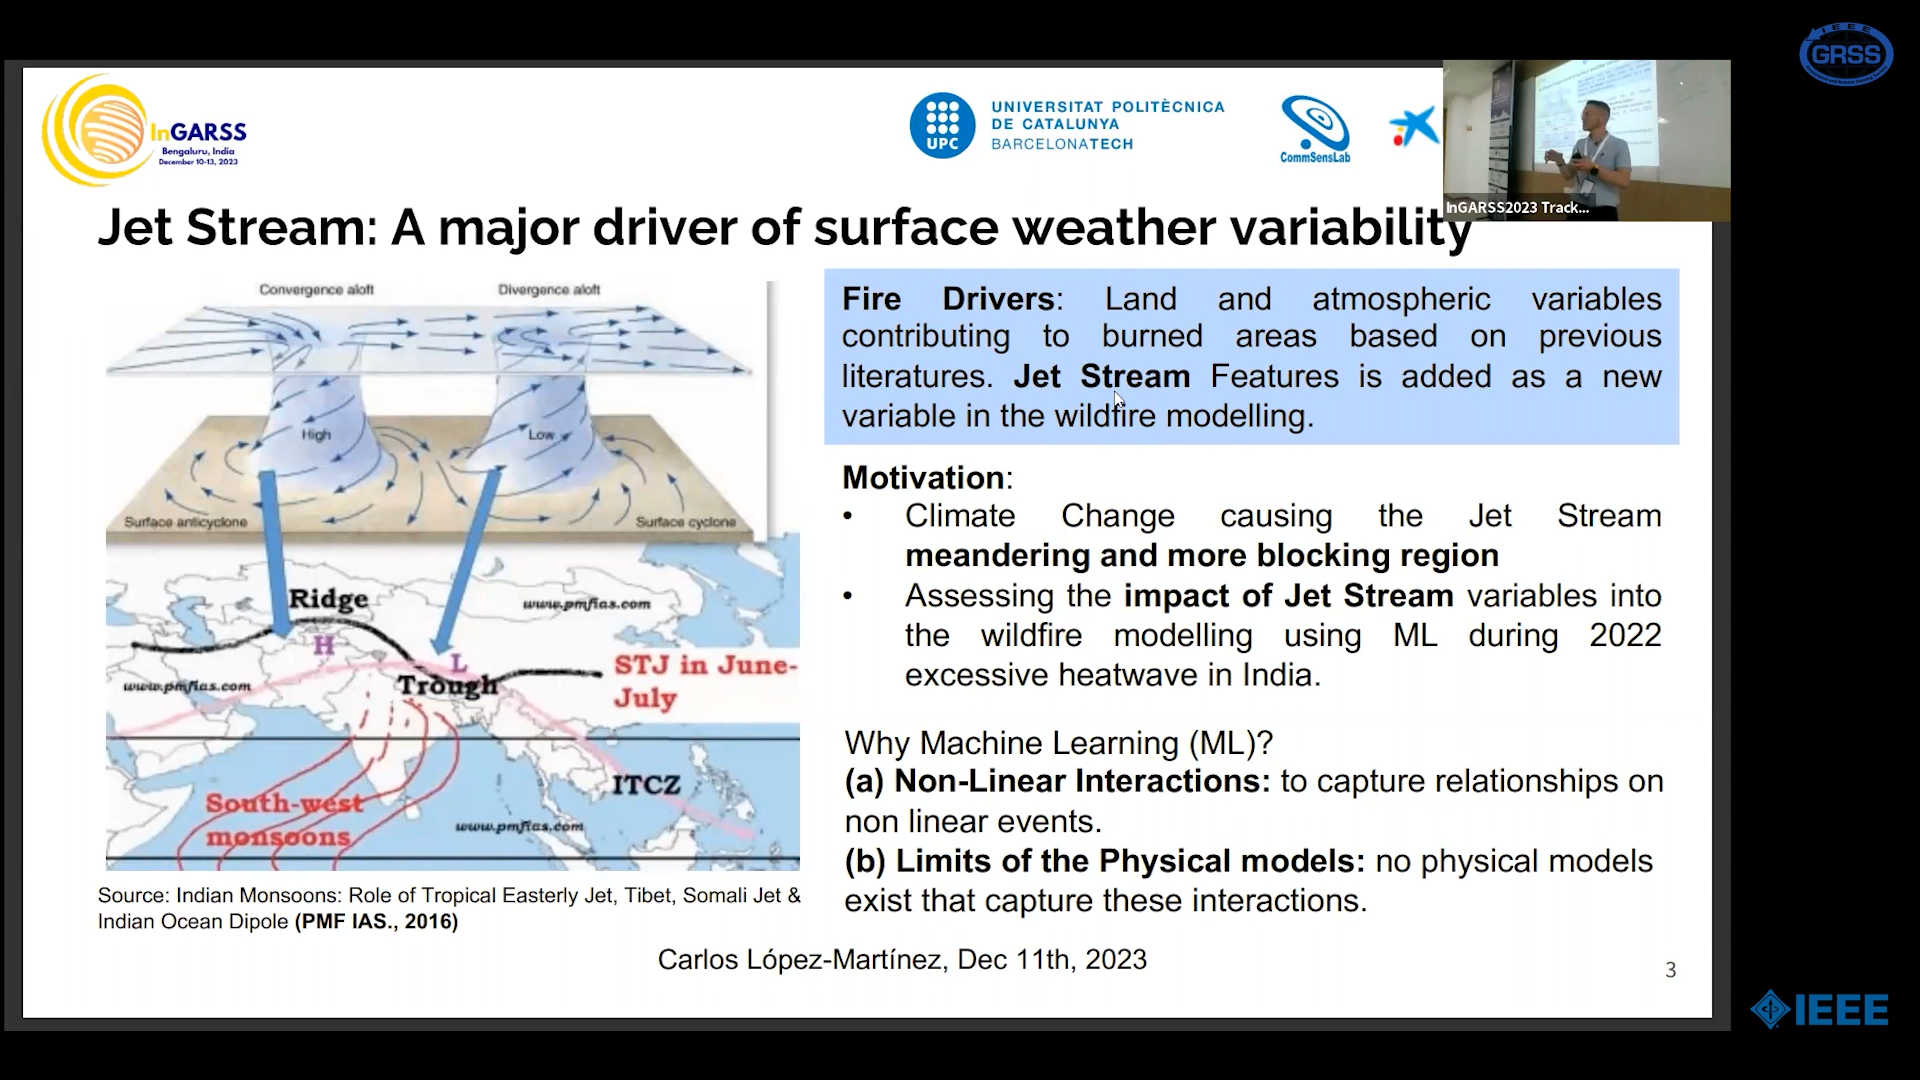 IEEE
GRSS
InGARSS
Bengaluru, India
December 10-13, 2023
UPC
UNIVERSITAT POLITÈCNICA
DE CATALUNYA
BARCELONATECH
CommSensLab
InGARSS2023 Track...
Jet Stream: A major driver of surface weather variability
Convergence aloft
Divergence aloft
High
Low
Surface anticyclone
Surface cyclone
Ridge
www.pmfias.com
H
L
STJ in June-
July
www.pmfias.com
Trough
ITCZ
South-west
monsoons
www.pmfias.com
Source: Indian Monsoons: Role of Tropical Easterly Jet, Tibet, Somali Jet &
Indian Ocean Dipole (PMF IAS., 2016)
Fire Drivers: Land and atmospheric variables
contributing to burned areas based on previous
literatures. Jet Stream Features is added as a new
variable in the wildfire modelling.
Motivation:
• Climate Change causing the Jet Stream
meandering and more blocking region
• Assessing the impact of Jet Stream variables into
the wildfire modelling using ML during 2022
excessive heatwave in India.
Why Machine Learning (ML)?
(a) Non-Linear Interactions: to capture relationships on
non linear events.
(b) Limits of the Physical models: no physical models
exist that capture these interactions.
Carlos López-Martínez, Dec 11th, 2023
3
IEEE